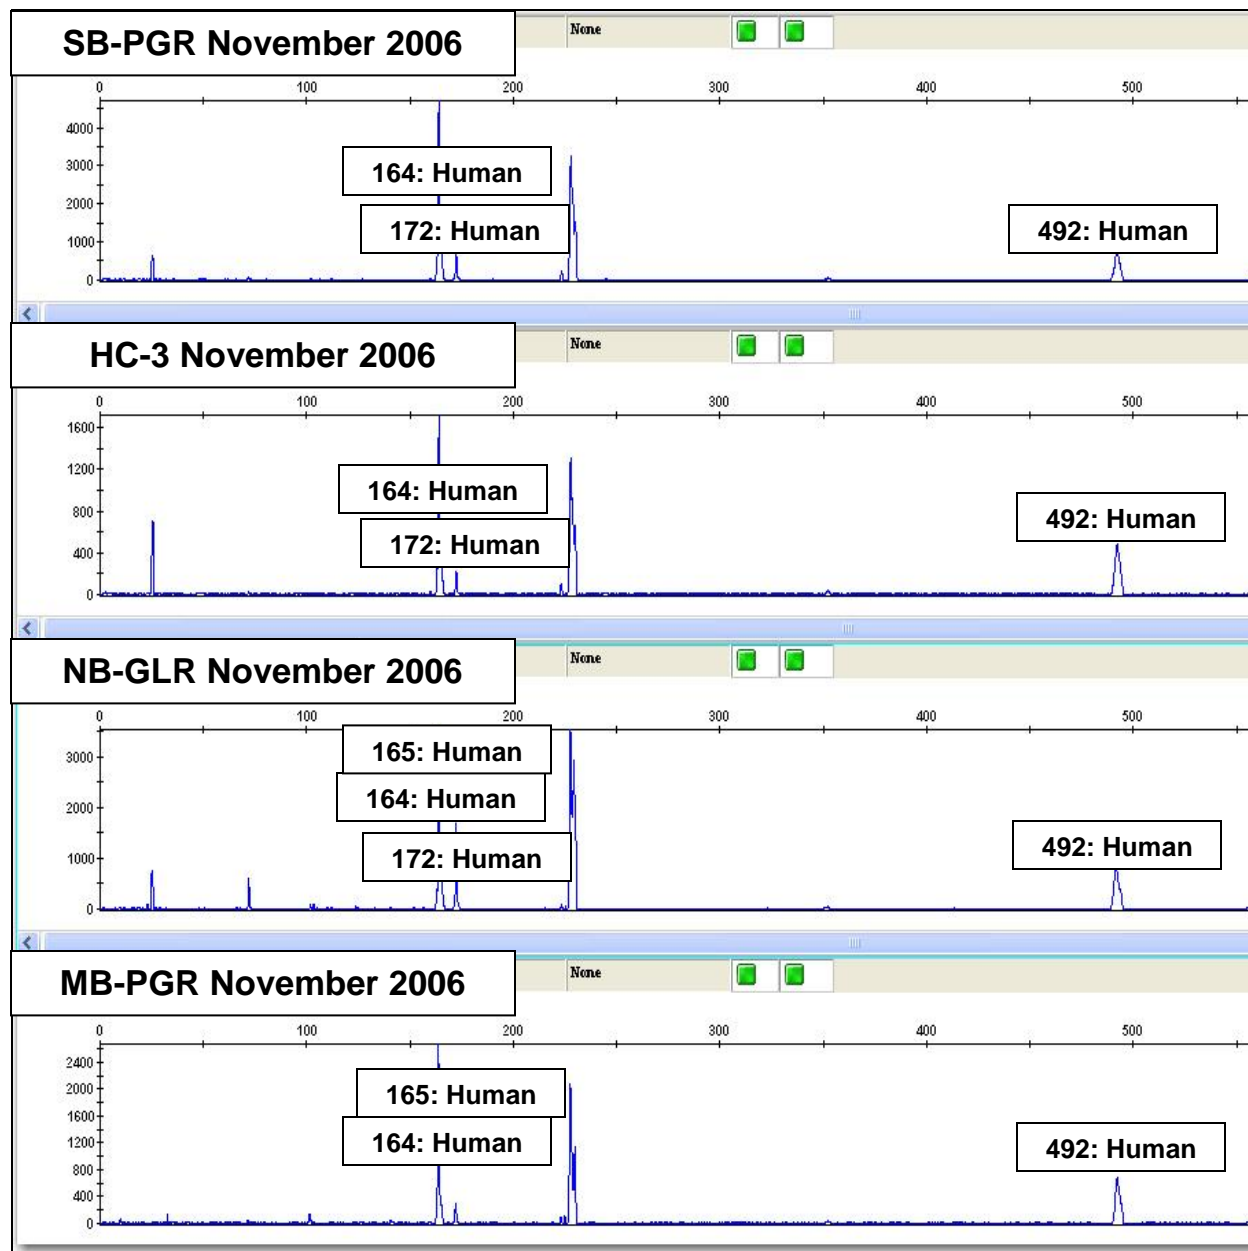 SB-PGR November 2006
None
0 100 200 300 400 500
4000
3000
2000
1000
0
164: Human
172: Human
492: Human
HC-3 November 2006
None
0 100 200 300 400 500
1600
1200
800
400
0
164: Human
172: Human
492: Human
NB-GLR November 2006
None
0 100 200 300 400 500
3000
2000
1000
0
165: Human
164: Human
172: Human
492: Human
MB-PGR November 2006
None
0 100 200 300 400 500
2400
2000
1600
1200
800
400
0
165: Human
164: Human
492: Human